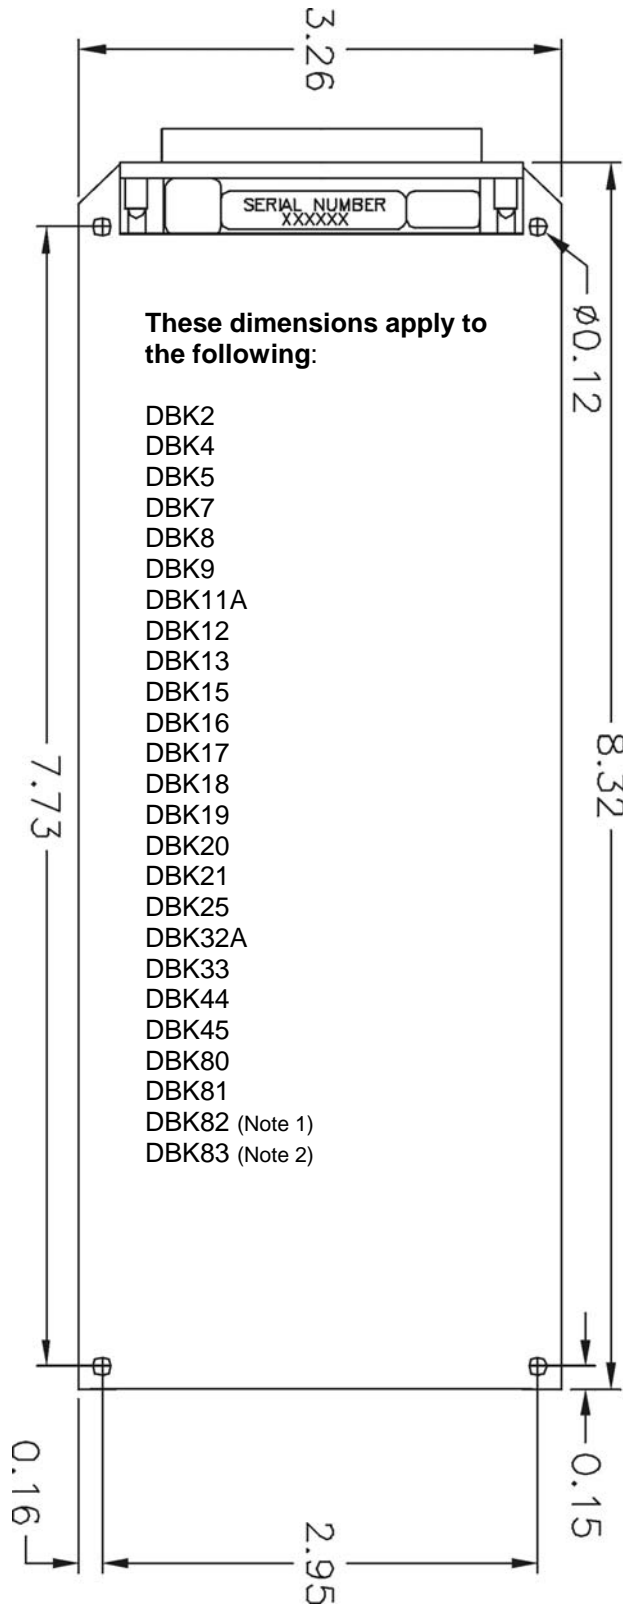 3.26
SERIAL NUMBER
XXXXXX
Ø0.12
These dimensions apply to
the following:
DBK2
DBK4
DBK5
DBK7
DBK8
DBK9
DBK11A
DBK12
DBK13
DBK15
DBK16
DBK17
DBK18
DBK19
DBK20
DBK21
DBK25
DBK32A
DBK33
DBK44
DBK45
DBK80
DBK81
DBK82 (Note 1)
DBK83 (Note 2)
7.73
8.32
0.16
2.95
0.15